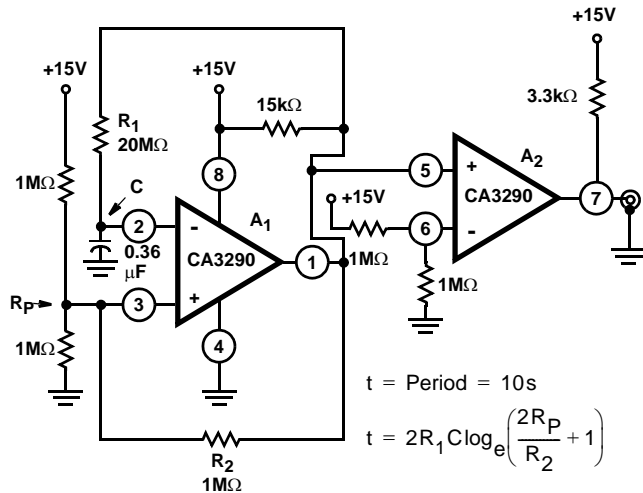 +15V
+15V
+15V
15kΩ
3.3kΩ
R1
20MΩ
1MΩ
8
A2
5
+
CA3290
7
+15V
C
2
-
A1
6
-
0.36
µF
CA3290
1
1MΩ
1MΩ
RP
3
+
1MΩ
4
t = Period = 10s
R2
1MΩ
t = 2R1Cloge(2RP/R2 + 1)